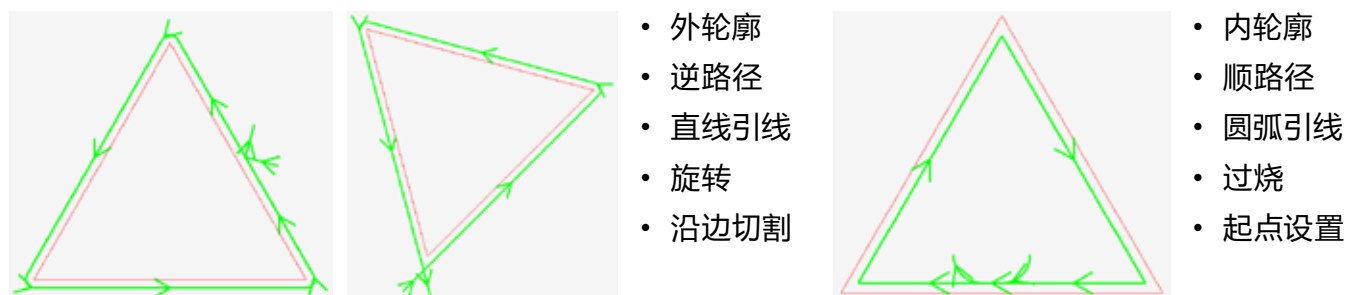 • 外轮廓
• 逆路径
• 直线引线
• 旋转
• 沿边切割
• 内轮廓
• 顺路径
• 圆弧引线
• 过烧
• 起点设置